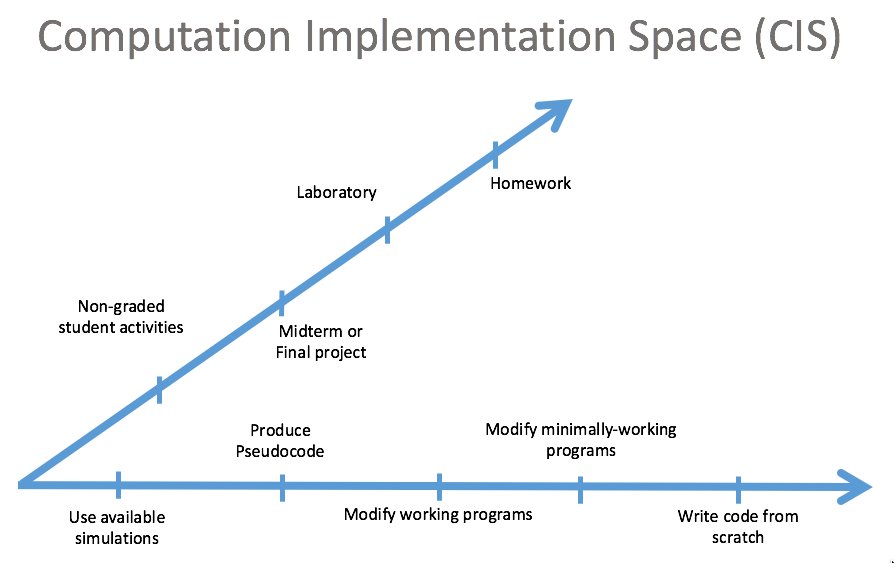 Computation Implementation Space (CIS)
Laboratory
Homework
Non-graded
student activities
Midterm or
Final project
Produce
Pseudocode
Modify minimally-working
programs
Use available
simulations
Modify working programs
Write code from
scratch